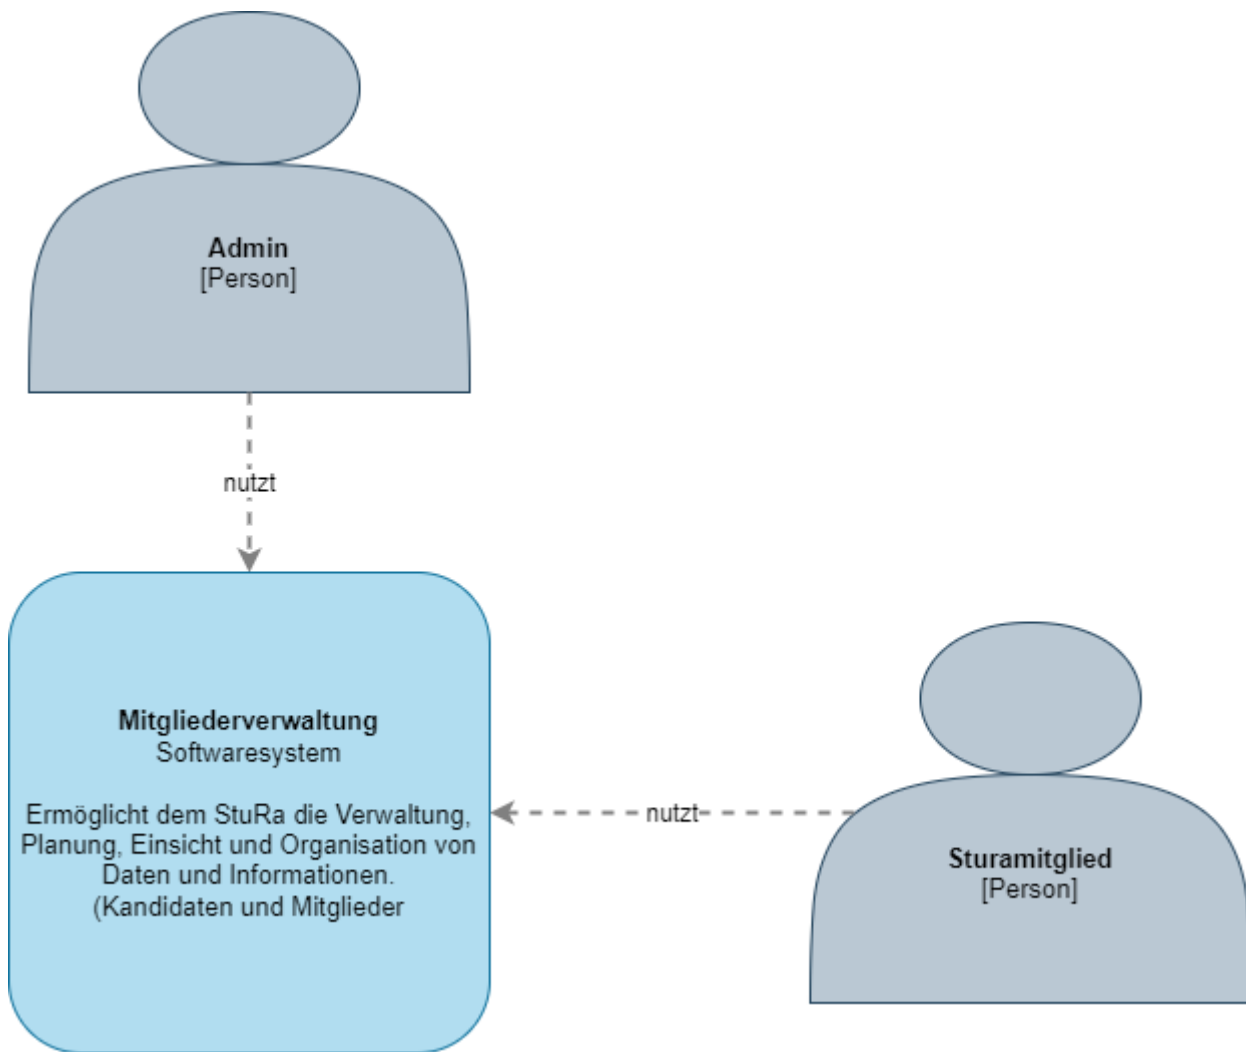 Admin
[Person]
nutzt
Mitgliederverwaltung
Softwaresystem
Ermöglicht dem StuRa die Verwaltung,
Planung, Einsicht und Organisation von
Daten und Informationen.
(Kandidaten und Mitglieder
nutzt
Sturamitglied
[Person]